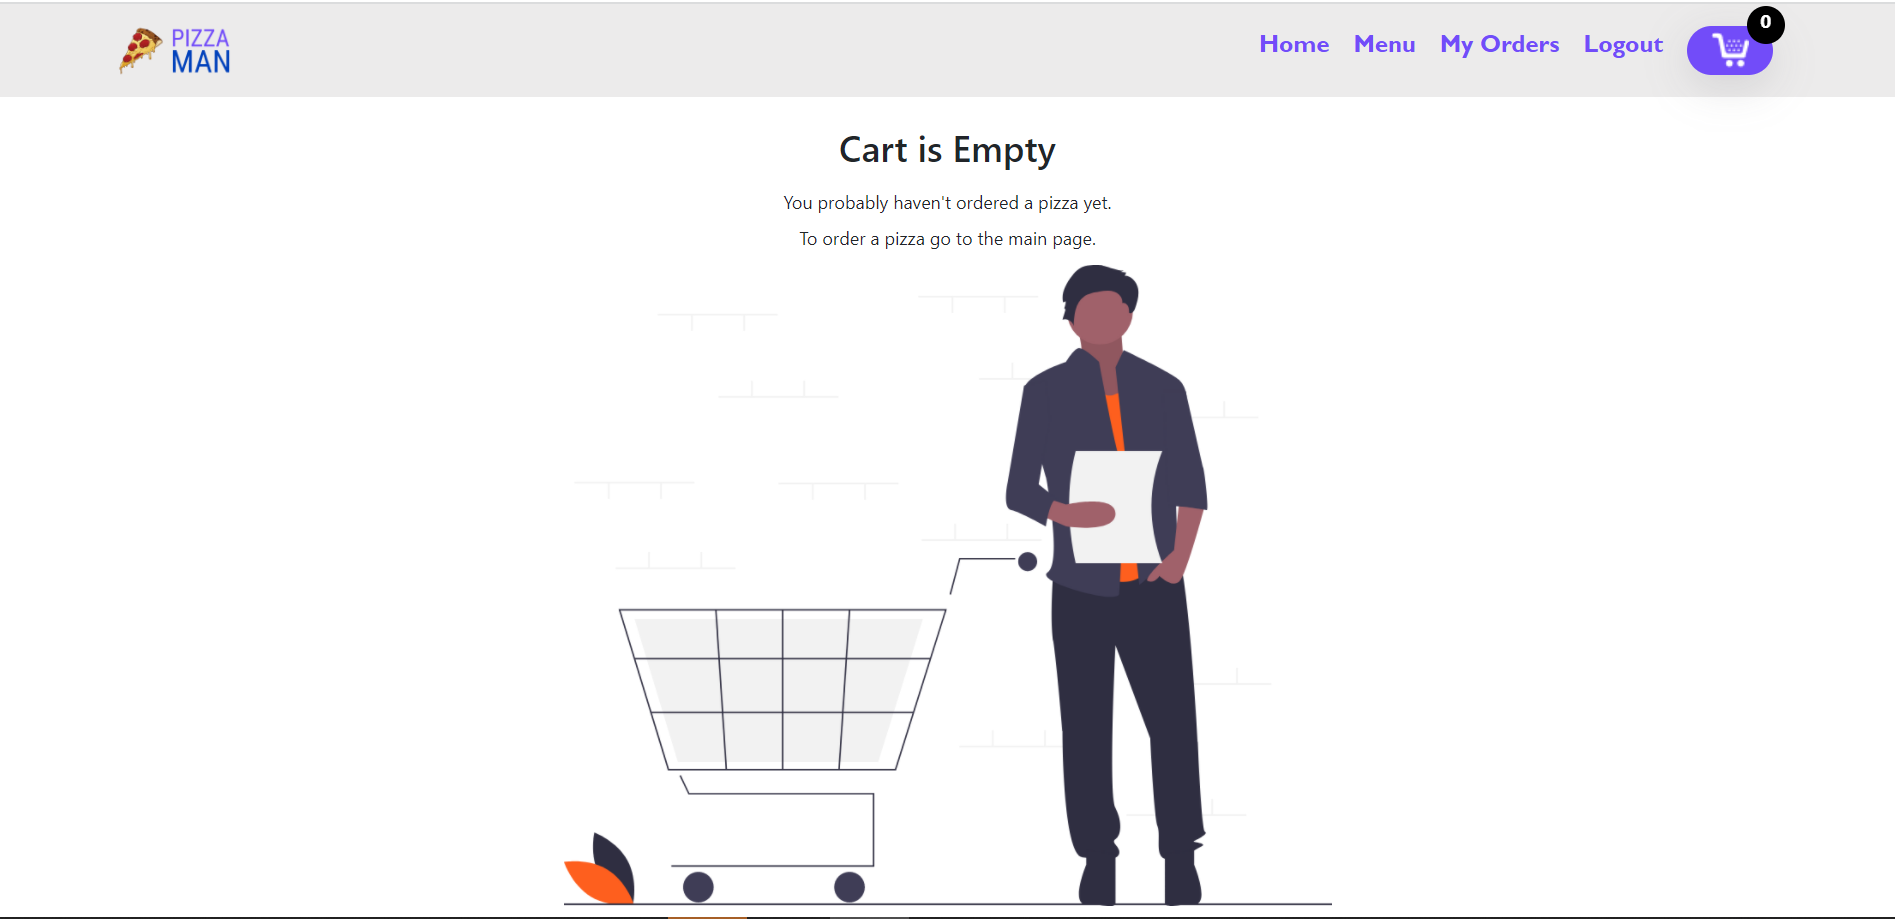 PIZZA
MAN
Home Menu My Orders Logout 0
Cart is Empty
You probably haven't ordered a pizza yet.
To order a pizza go to the main page.